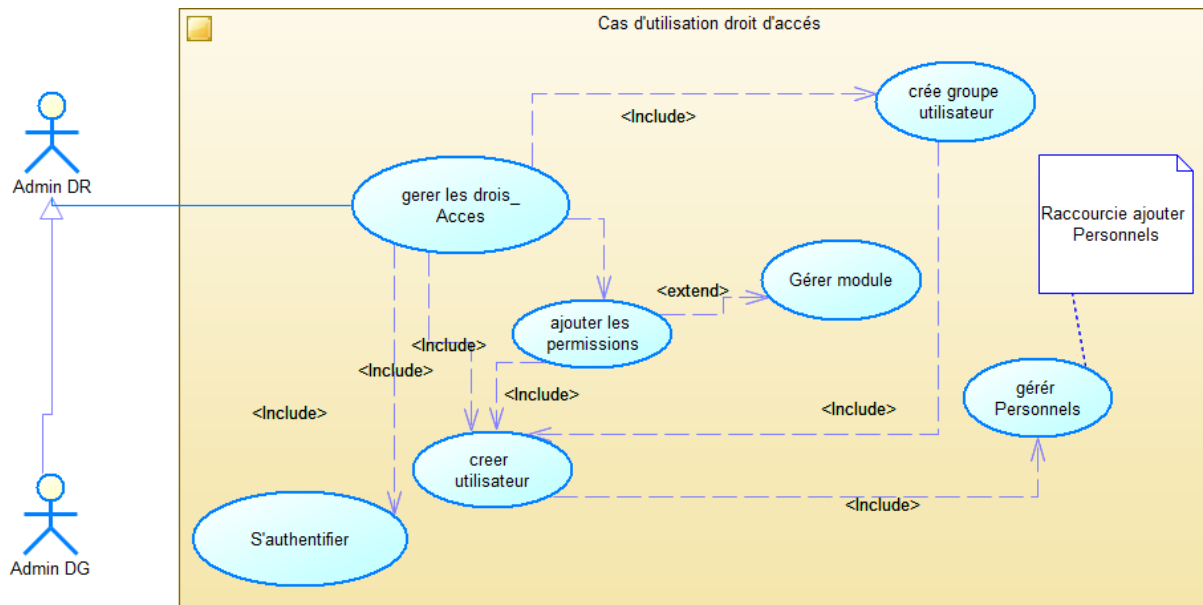 Cas d'utilisation droit d'accés
crée groupe
utilisateur
<Include>
Admin DR
gerer les drois_
Acces
Raccourcie ajouter
Personnels
Gérer module
<extend>
ajouter les
permissions
<Include>
<Include>
<Include>
<Include>
<Include>
gérér
Personnels
creer
utilisateur
<Include>
S'authentifier
Admin DG